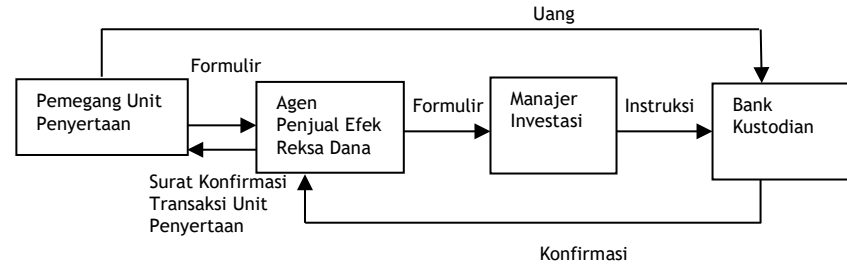 Uang
Formulir
Pemegang Unit
Penyertaan
Agen
Penjual Efek
Reksa Dana
Formulir
Manajer
Investasi
Instruksi
Bank
Kustodian
Surat Konfirmasi
Transaksi Unit
Penyertaan
Konfirmasi